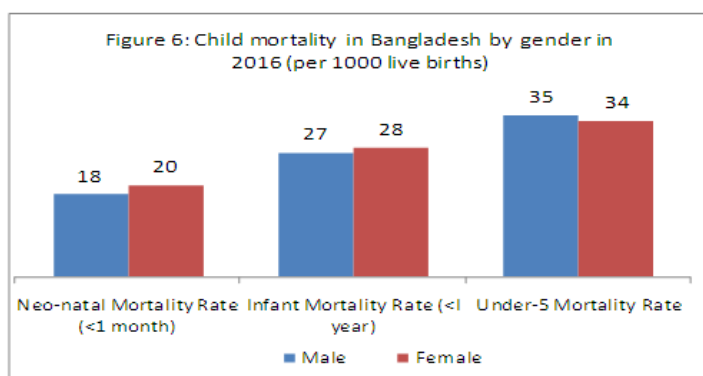 Figure 6: Child mortality in Bangladesh by gender in
2016 (per 1000 live births)
18
20
27
28
35
34
Neo-natal Mortality Rate
(<1 month)
Infant Mortality Rate (<l
year)
Under-5 Mortality Rate
Male
Female